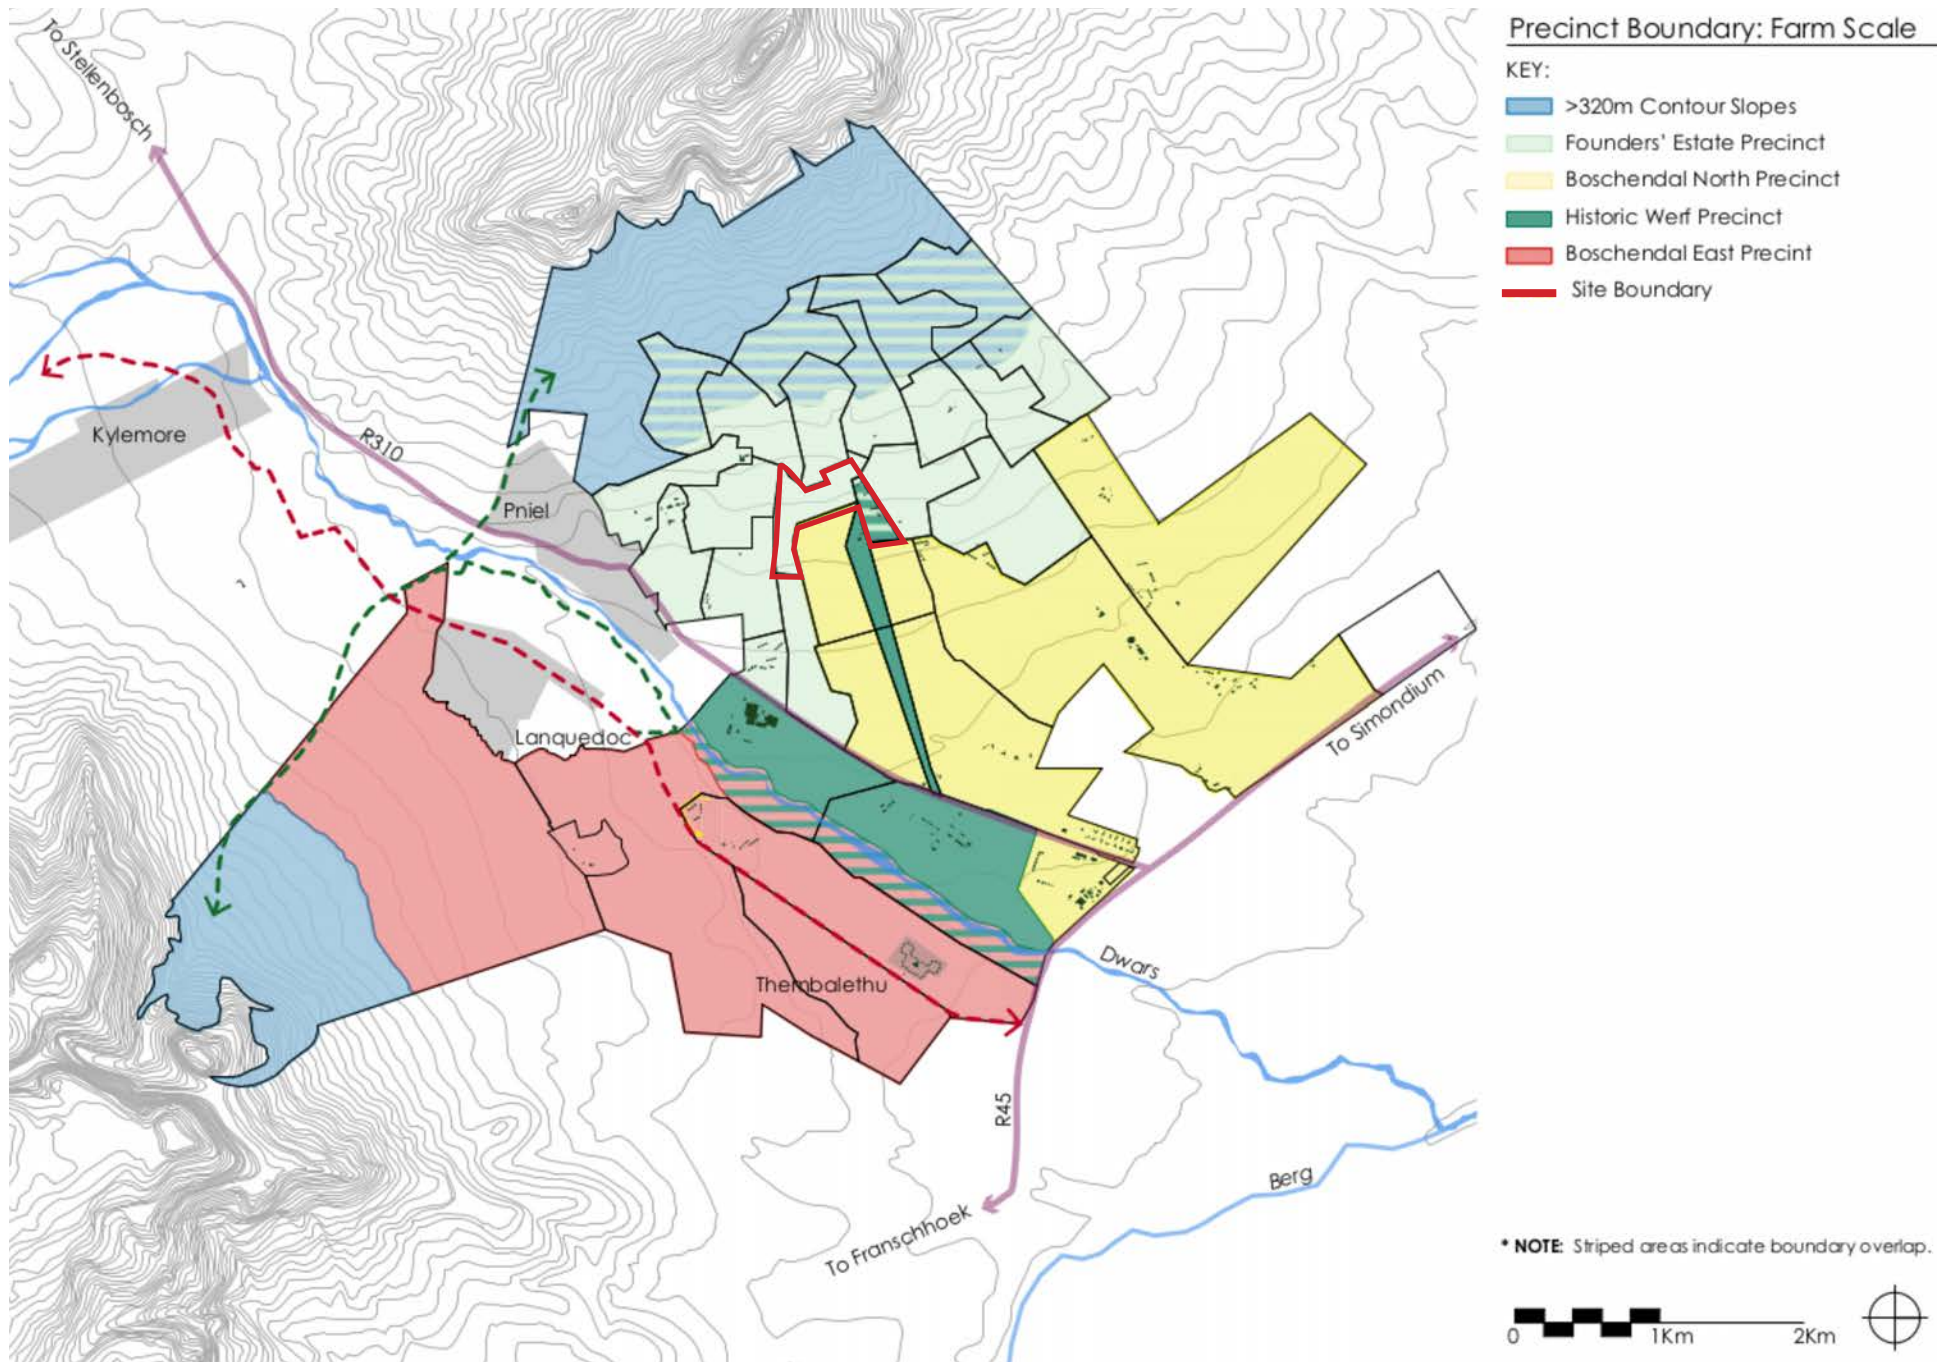 Precinct Boundary: Farm Scale
KEY:
>320m Contour Slopes
Founders' Estate Precinct
Boschendal North Precinct
Historic Werf Precinct
Boschendal East Precint
Site Boundary
To Stellenbosch
R310
Kylemore
Pniel
Lanquedoc
To Simondium
Dwars
Thembalethu
R45
Berg
To Franschhoek
* NOTE: Striped areas indicate boundary overlap.
0 1Km 2Km